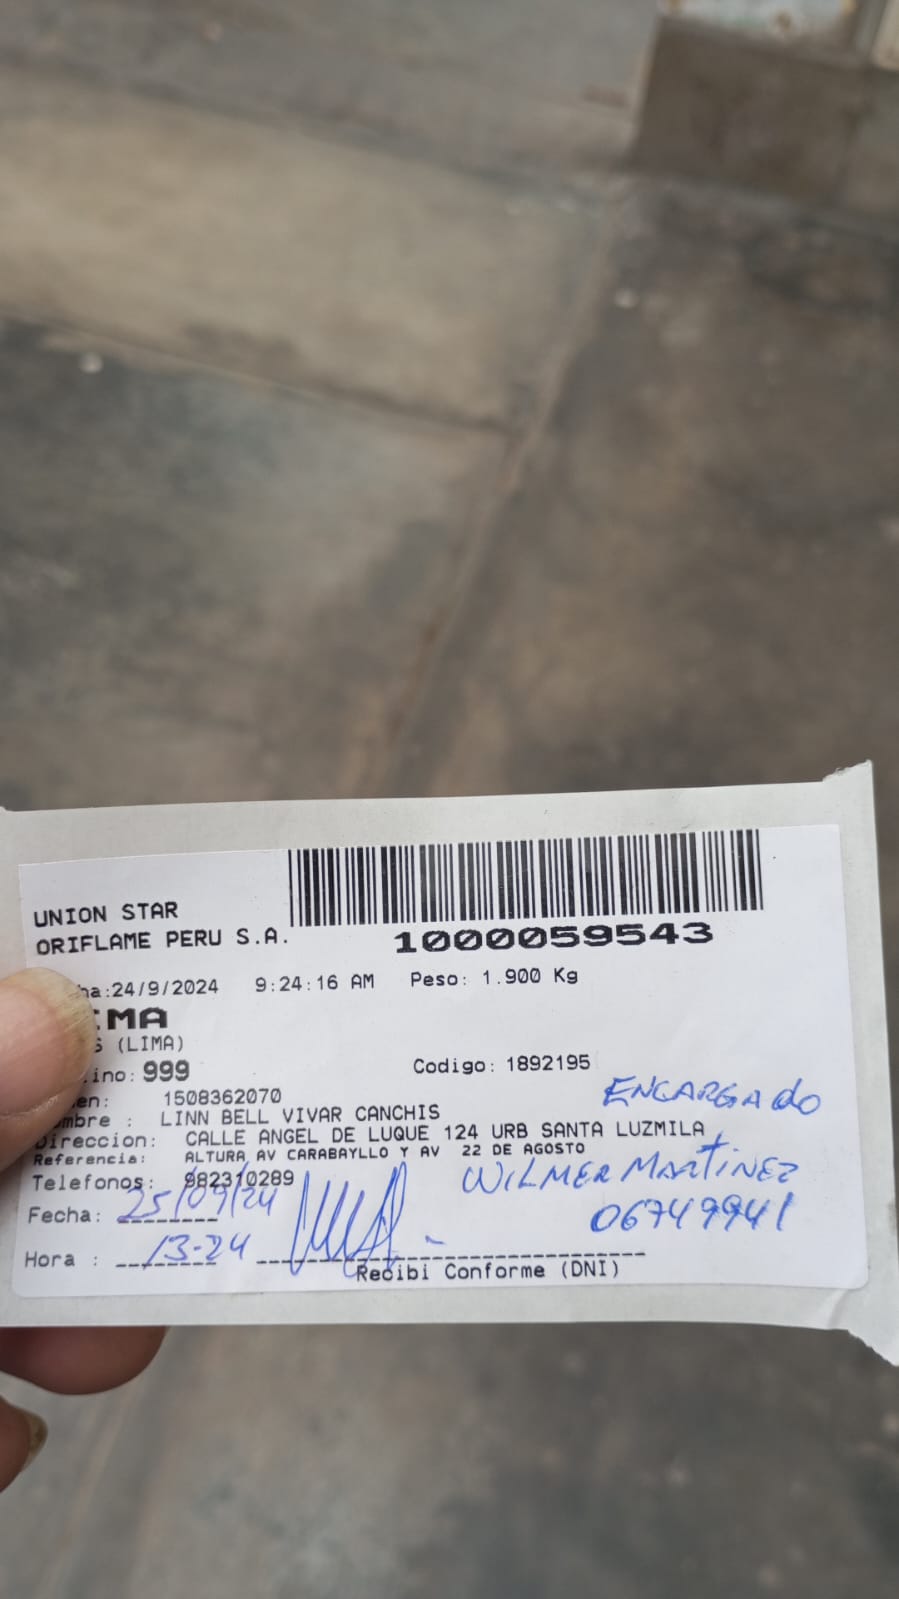 UNION STAR
ORIFLAME PERU S.A.
1000059543
ha:24/9/2024 9:24:16 AM Peso: 1.900 Kg
MA
S (LIMA)
ino: 999 Codigo: 1892195
en: 1508362070
mbre : LINN BELL VIVAR CANCHIS
ENCARGAdo
Direccion: CALLE ANGEL DE LUQUE 124 URB SANTA LUZMILA
Referencia: ALTURA AV CARABAYLLO Y AV 22 DE AGOSTO
Telefonos: 982310289
WILMER MARTINEZ
Fecha: 25/09/24
06749941
Hora : 13-24
Recibi Conforme (DNI)